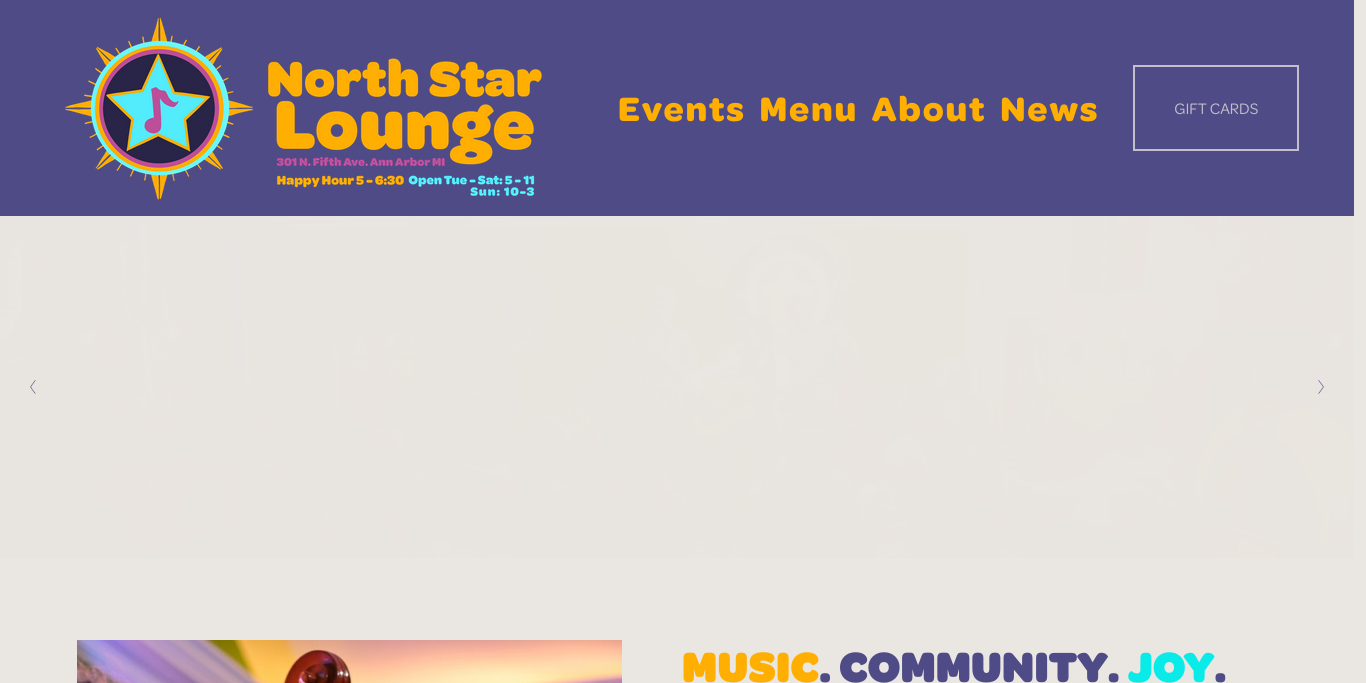 North Star
Lounge
301 N. Fifth Ave. Ann Arbor MI
Happy Hour 5 - 6:30 Open Tue - Sat: 5 - 11
Sun: 10-3
Events Menu About News
GIFT CARDS
MUSIC. COMMUNITY. JOY.